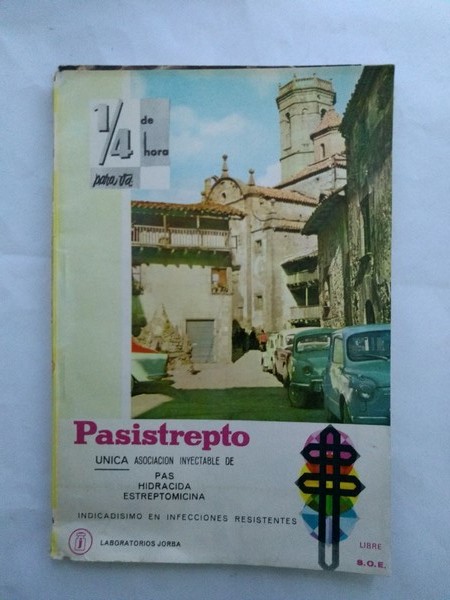 1/4 de
hora
para td.
Pasistrepto
UNICA ASOCIACION INYECTABLE DE
PAS
HIDRACIDA
ESTREPTOMICINA
INDICADISIMO EN INFECCIONES RESISTENTES
LABORATORIOS JORBA
LIBRE
S.O.E.